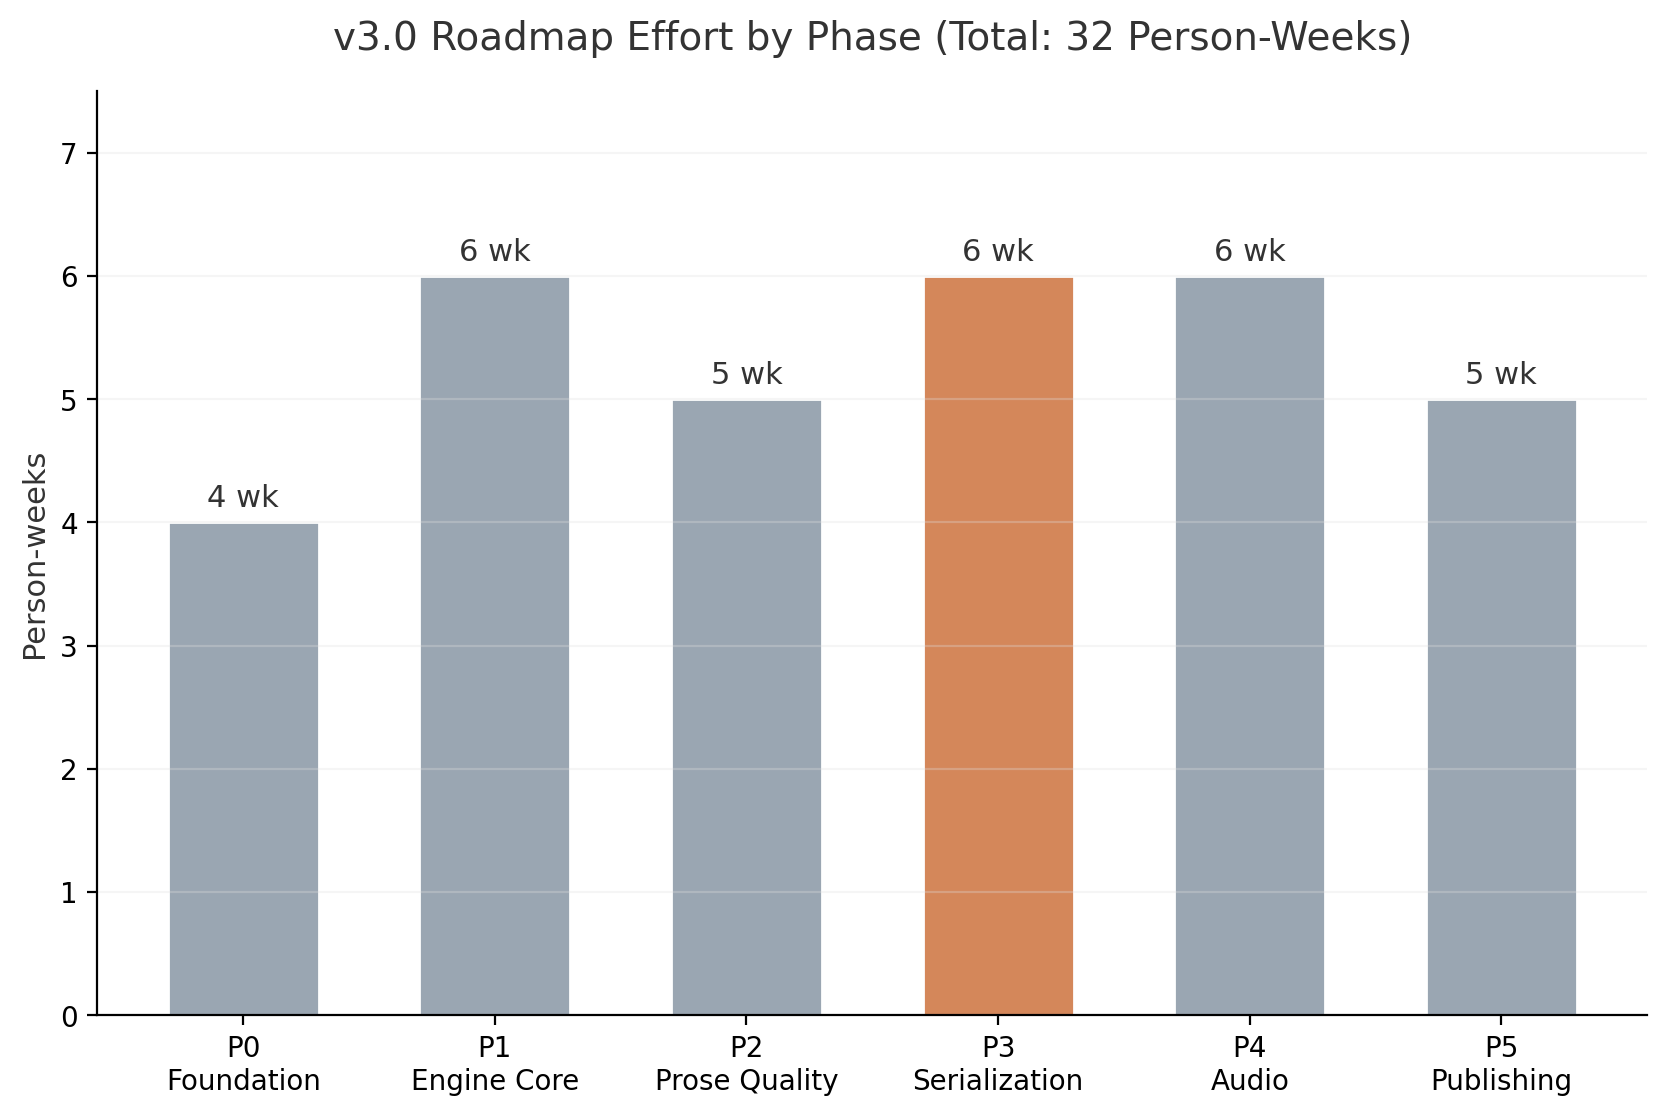 v3.0 Roadmap Effort by Phase (Total: 32 Person-Weeks)
Person-weeks
7
6
5
4
3
2
1
0
4 wk
6 wk
5 wk
6 wk
6 wk
5 wk
P0
Foundation
P1
Engine Core
P2
Prose Quality
P3
Serialization
P4
Audio
P5
Publishing